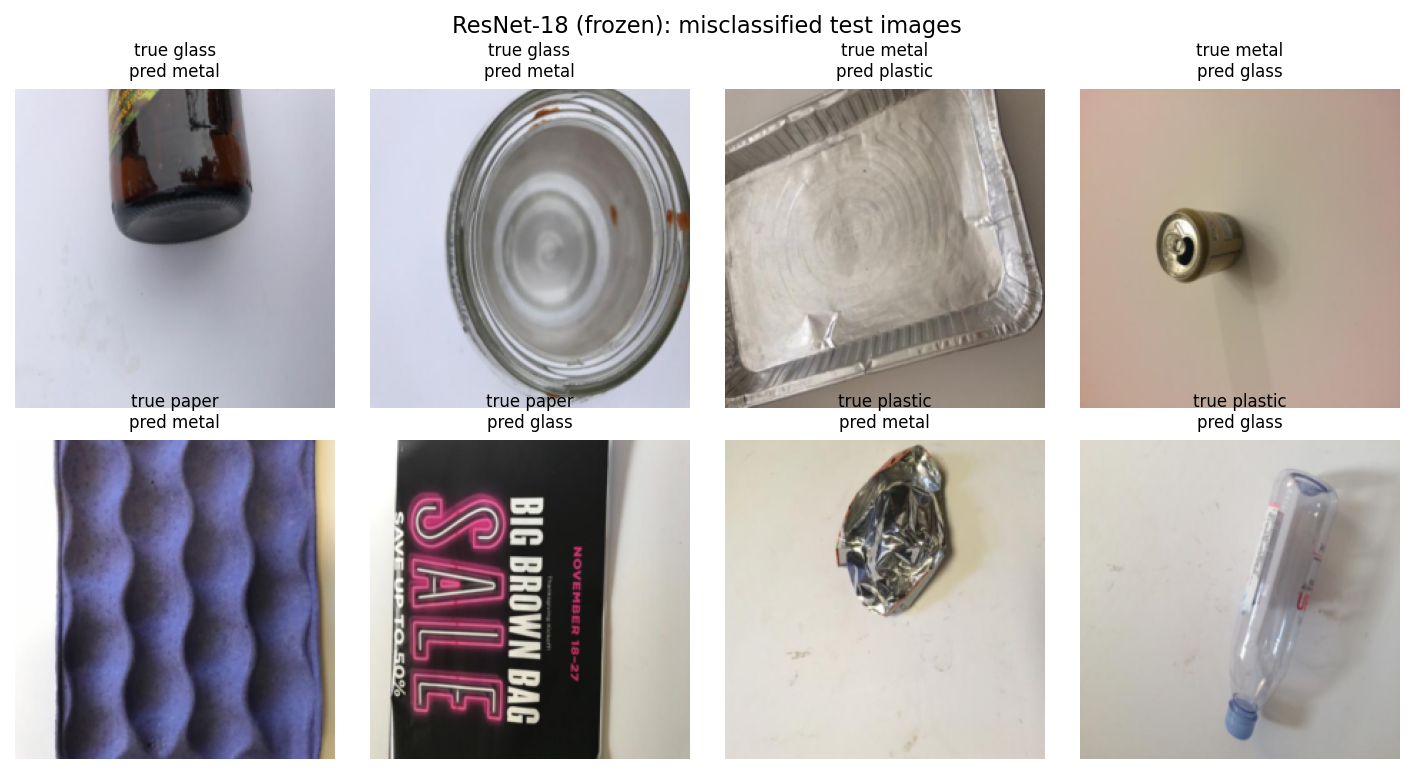 ResNet-18 (frozen): misclassified test images
true glass
pred metal
true glass
pred metal
true metal
pred plastic
true metal
pred glass
true paper
pred metal
true paper
pred glass
true plastic
pred metal
true plastic
pred glass
NOVEMBER 18-27
BIG BROWN BAG
SALE
SAVE UP TO 50%